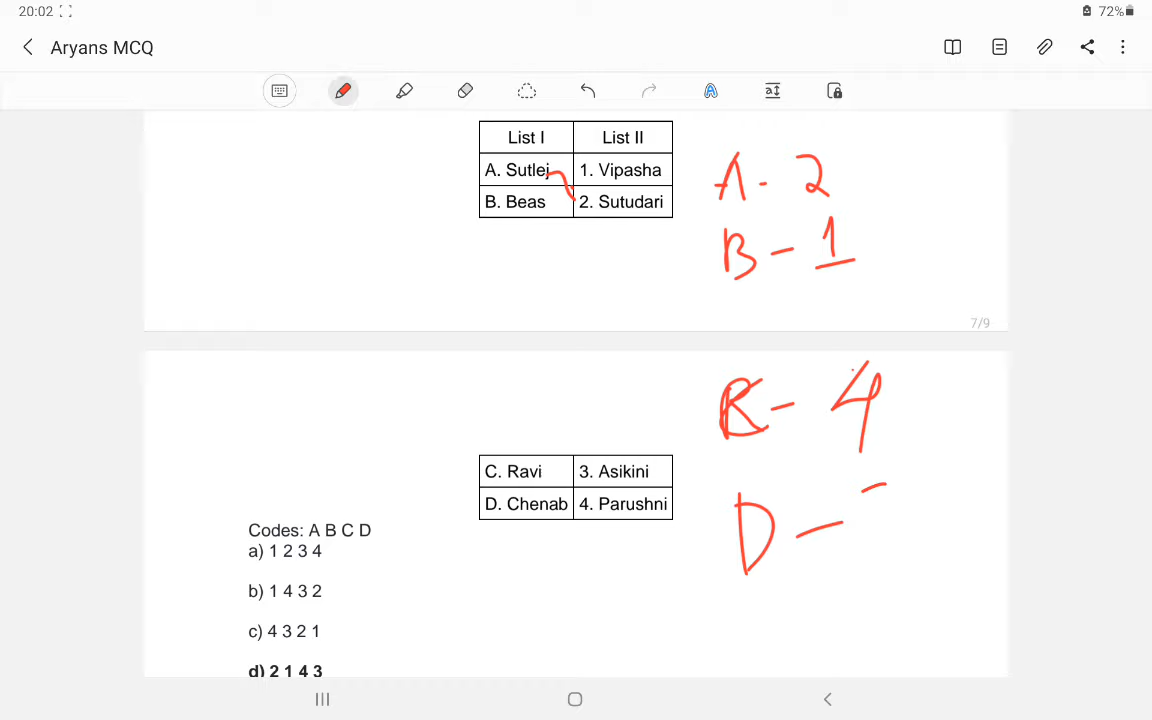 20:02
72%
Aryans MCQ
List I List II
A. Sutlej 1. Vipasha
B. Beas 2. Sutudari
A - 2
B - 1
7/9
C - 4
C. Ravi 3. Asikini
D. Chenab 4. Parushni
D -
Codes: A B C D
a) 1 2 3 4
b) 1 4 3 2
c) 4 3 2 1
d) 2 1 4 3